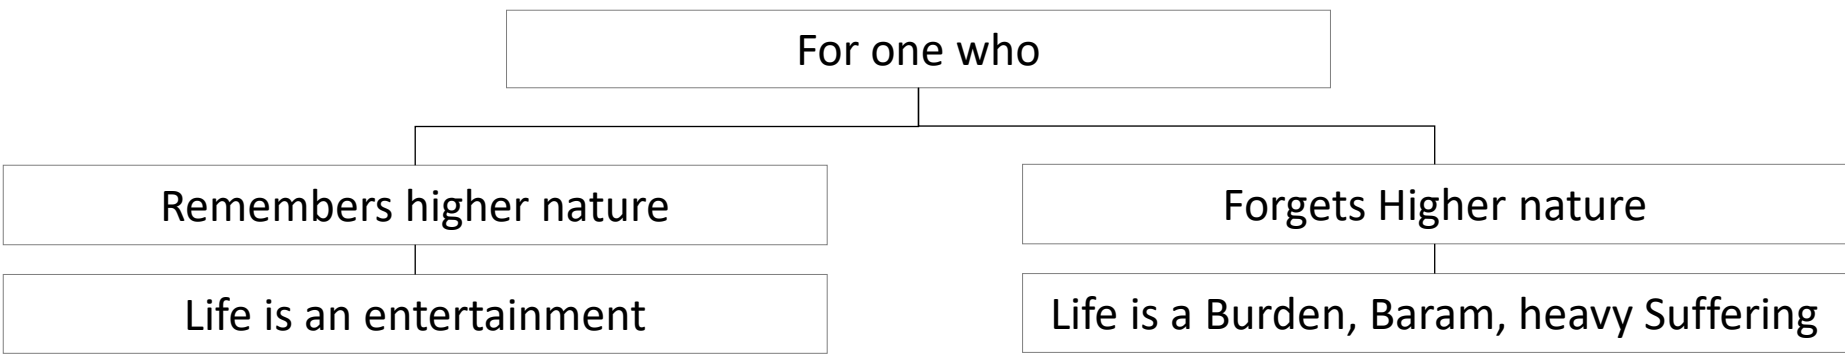 For one who
Remembers higher nature
Forgets Higher nature
Life is an entertainment
Life is a Burden, Baram, heavy Suffering